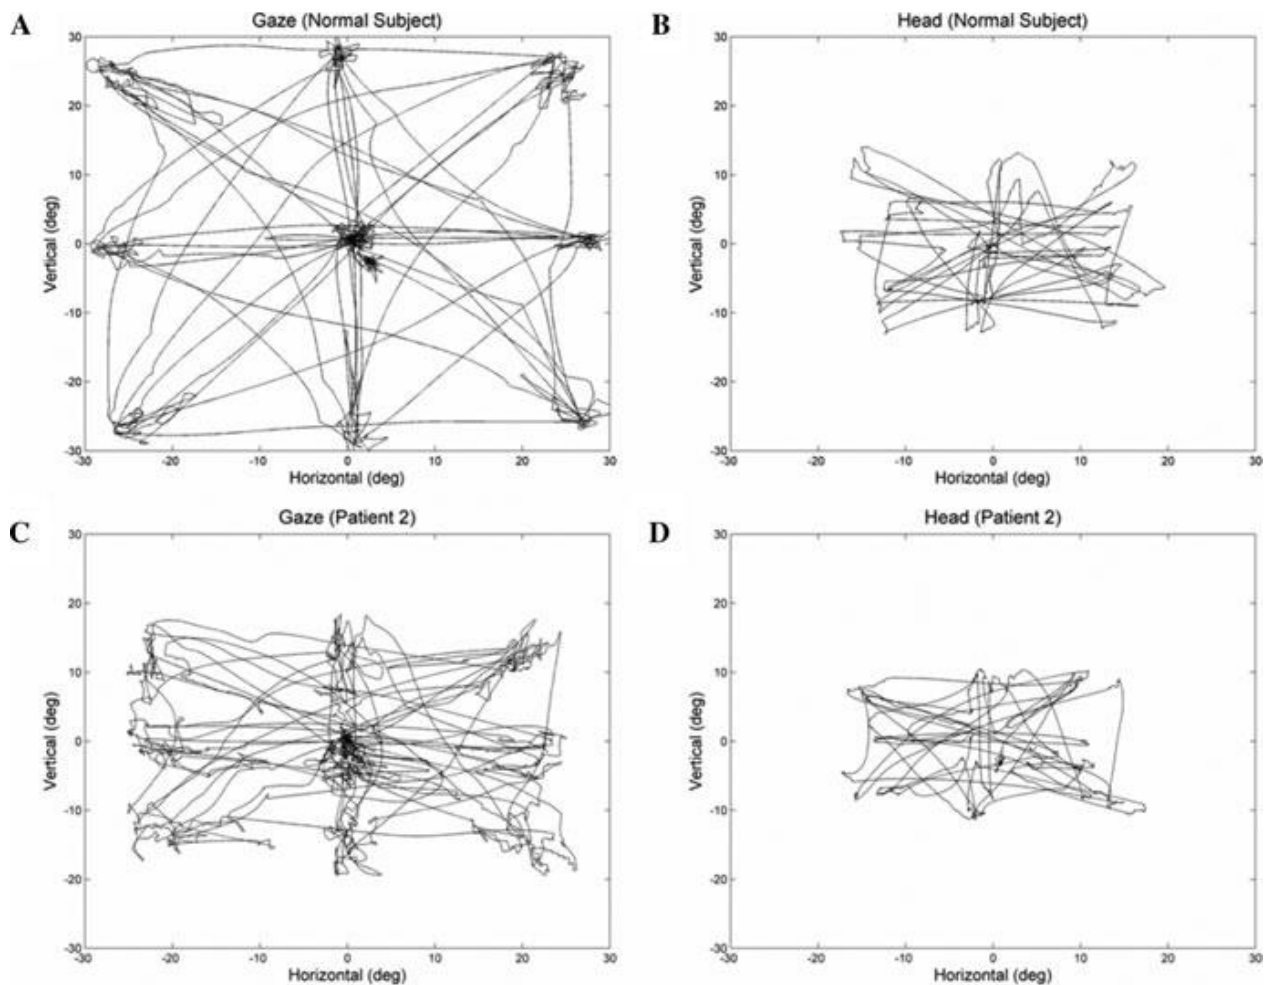 A
Gaze (Normal Subject)
30
20
10
0
-10
-20
-30
Vertical (deg)
-30 -20 -10 0 10 20 30
Horizontal (deg)
B
Head (Normal Subject)
30
20
10
0
-10
-20
-30
Vertical (deg)
-30 -20 -10 0 10 20 30
Horizontal (deg)
C
Gaze (Patient 2)
30
20
10
0
-10
-20
-30
Vertical (deg)
-30 -20 -10 0 10 20 30
Horizontal (deg)
D
Head (Patient 2)
30
20
10
0
-10
-20
-30
Vertical (deg)
-30 -20 -10 0 10 20 30
Horizontal (deg)